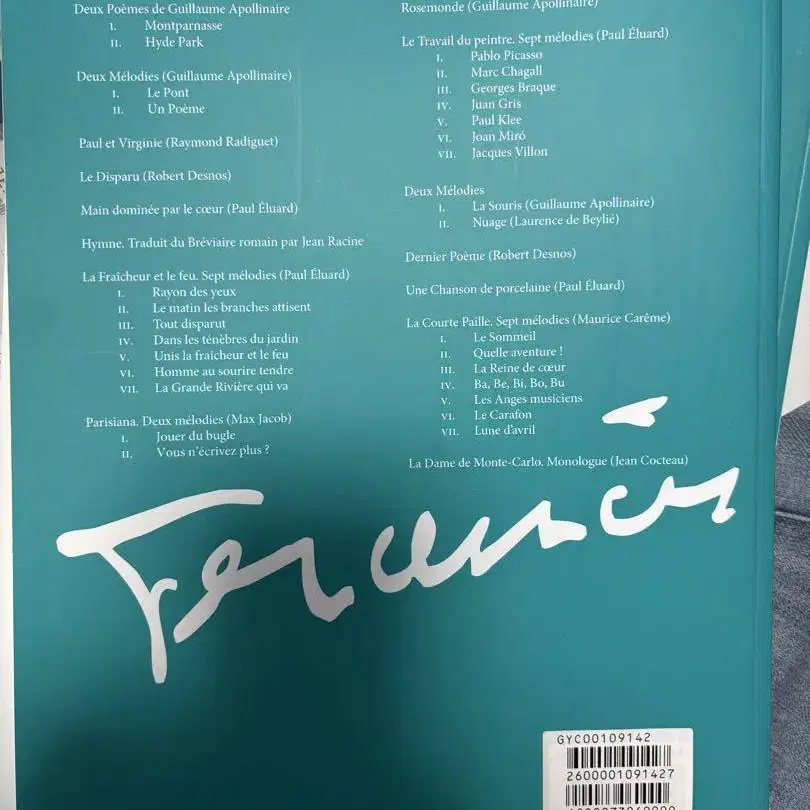 Deux Poèmes de Guillaume Apollinaire
I. Montparnasse
II. Hyde Park
Deux Mélodies (Guillaume Apollinaire)
I. Le Pont
II. Un Poème
Paul et Virginie (Raymond Radiguet)
Le Disparu (Robert Desnos)
Main dominée par le cœur (Paul Éluard)
Hymne. Traduit du Bréviaire romain par Jean Racine
La Fraîcheur et le feu. Sept mélodies (Paul Éluard)
I. Rayon des yeux
II. Le matin les branches attisent
III. Tout disparut
IV. Dans les ténèbres du jardin
V. Unis la fraîcheur et le feu
VI. Homme au sourire tendre
VII. La Grande Rivière qui va
Parisiana. Deux mélodies (Max Jacob)
I. Jouer du bugle
II. Vous n'écrivez plus ?
Rosemonde (Guillaume Apollinaire)
Le Travail du peintre. Sept mélodies (Paul Éluard)
I. Pablo Picasso
II. Marc Chagall
III. Georges Braque
IV. Juan Gris
V. Paul Klee
VI. Joan Miró
VII. Jacques Villon
Deux Mélodies
I. La Souris (Guillaume Apollinaire)
II. Nuage (Laurence de Beylié)
Dernier Poème (Robert Desnos)
Une Chanson de porcelaine (Paul Éluard)
La Courte Paille. Sept mélodies (Maurice Carême)
I. Le Sommeil
II. Quelle aventure !
III. La Reine de cœur
IV. Ba, Be, Bi, Bo, Bu
V. Les Anges musiciens
VI. Le Carafon
VII. Lune d'avril
La Dame de Monte-Carlo. Monologue (Jean Cocteau)
GYC00109142
2600001091427